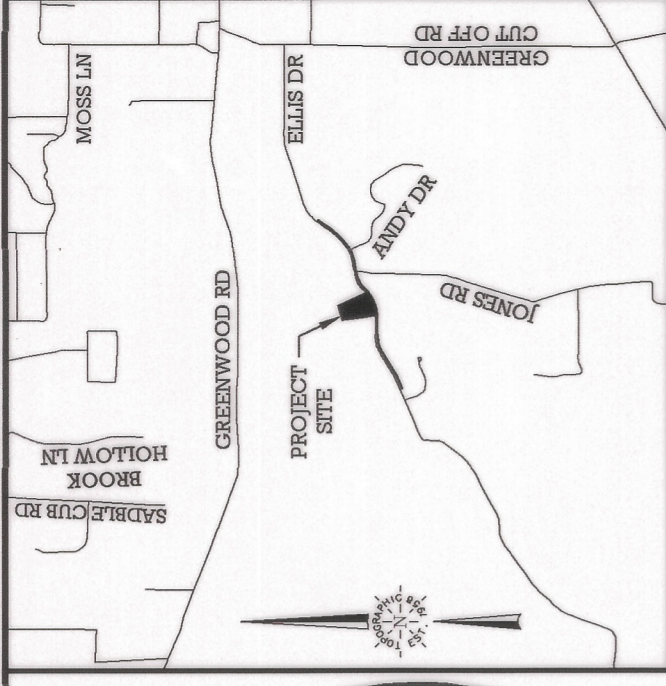 MOSS LN
GREENWOOD RD
ELLIS DR
GREENWOOD
CUT OFF RD
ANDY DR
JONES RD
PROJECT
SITE
BROOK
HOLLOW LN
SADBLE CUB RD
TOPOGRAPHIC
N
EST. 1958